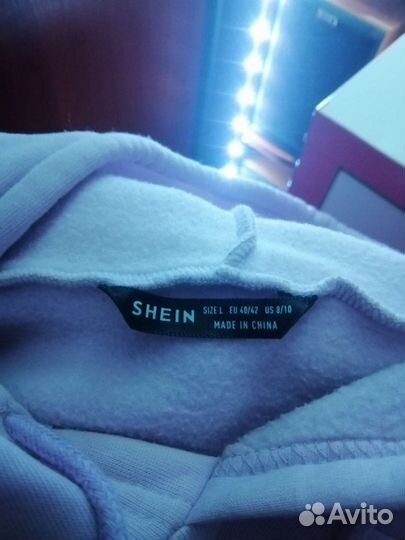 SHEIN SIZE L EU 40/42 US 8/10
MADE IN CHINA
Avito